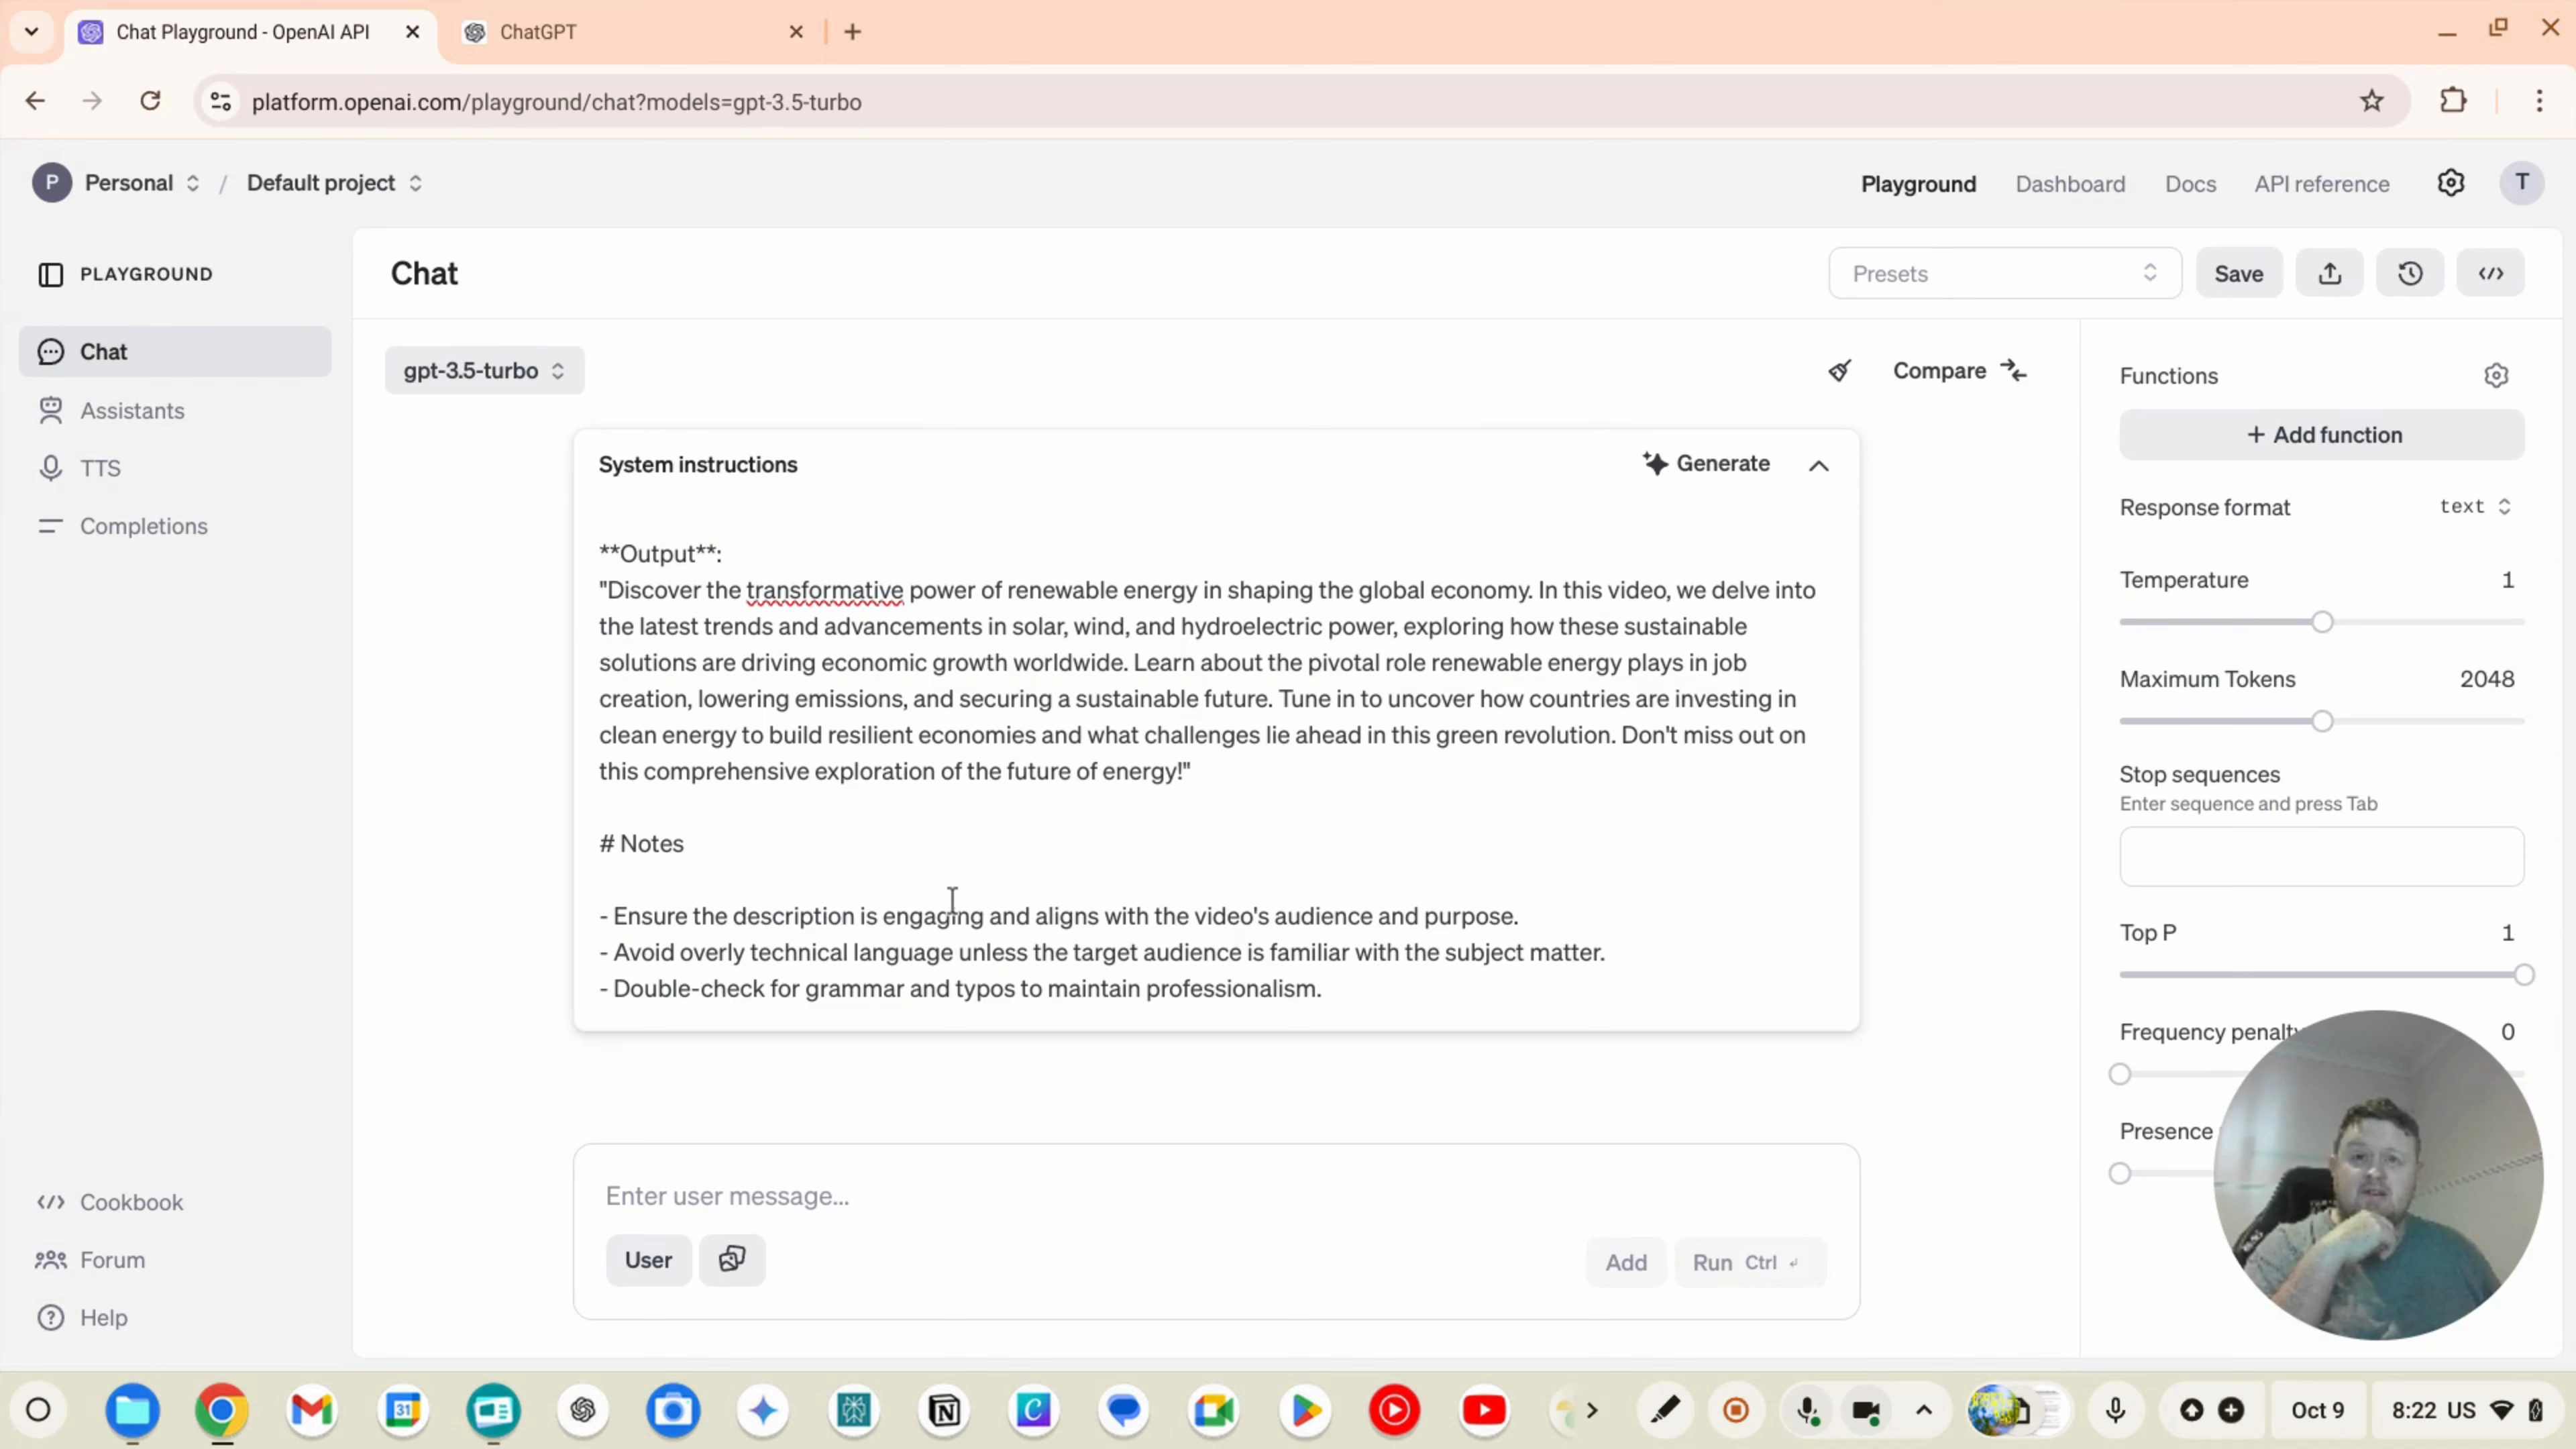 Chat Playground - OpenAI API
ChatGPT
platform.openai.com/playground/chat?models=gpt-3.5-turbo
P Personal / Default project
Playground Dashboard Docs API reference T
PLAYGROUND
Chat
Assistants
TTS
Completions
Cookbook
Forum
Help
Chat
Presets
Save
gpt-3.5-turbo
Compare
System instructions
Generate
**Output**:
"Discover the transformative power of renewable energy in shaping the global economy. In this video, we delve into
the latest trends and advancements in solar, wind, and hydroelectric power, exploring how these sustainable
solutions are driving economic growth worldwide. Learn about the pivotal role renewable energy plays in job
creation, lowering emissions, and securing a sustainable future. Tune in to uncover how countries are investing in
clean energy to build resilient economies and what challenges lie ahead in this green revolution. Don't miss out on
this comprehensive exploration of the future of energy!"
# Notes
- Ensure the description is engaging and aligns with the video's audience and purpose.
- Avoid overly technical language unless the target audience is familiar with the subject matter.
- Double-check for grammar and typos to maintain professionalism.
Enter user message...
User
Add
Run Ctrl
Functions
+ Add function
Response format text
Temperature 1
Maximum Tokens 2048
Stop sequences
Enter sequence and press Tab
Top P 1
Frequency penalty 0
Presence
31
Oct 9
8:22 US